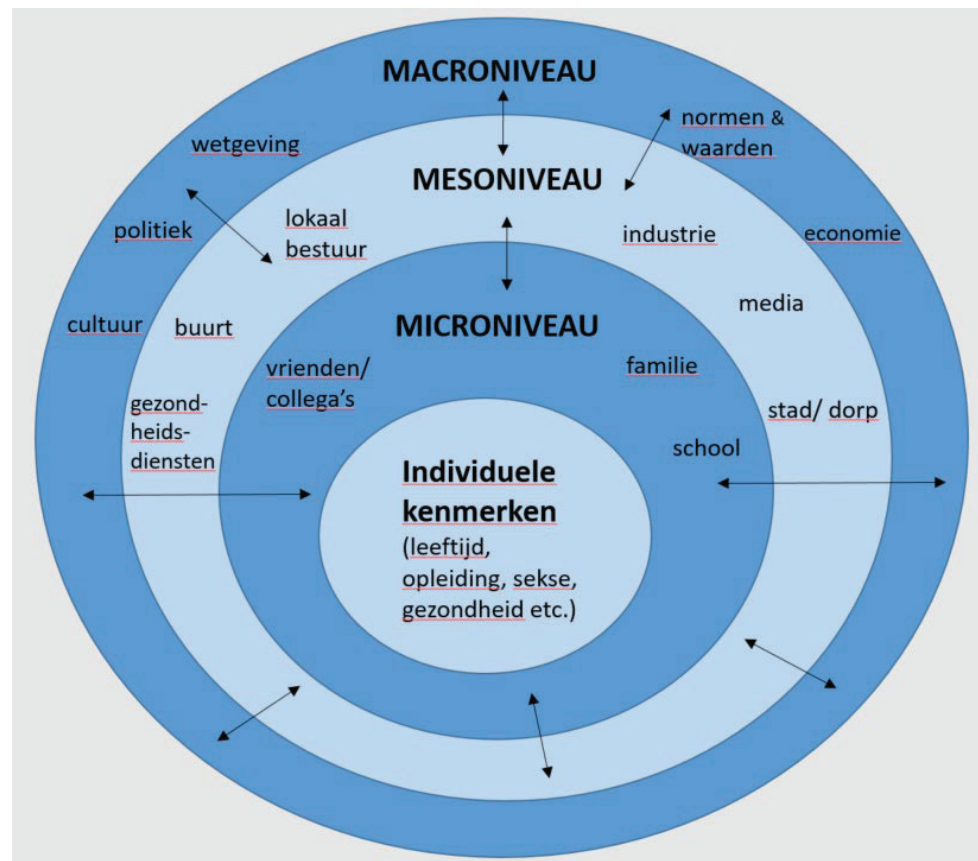 MACRONIVEAU
normen &
waarden
wetgeving
MESONIVEAU
lokaal
bestuur
politiek
industrie
economie
media
cultuur
buurt
MICRONIVEAU
vrienden/
collega's
familie
gezond-
heids-
diensten
stad/ dorp
school
Individuele
kenmerken
(leeftijd,
opleiding, sekse,
gezondheid etc.)